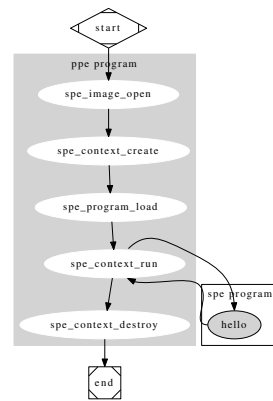 start
ppe program
spe_image_open
spe_context_create
spe_program_load
spe_context_run
spe program
hello
spe_context_destroy
end